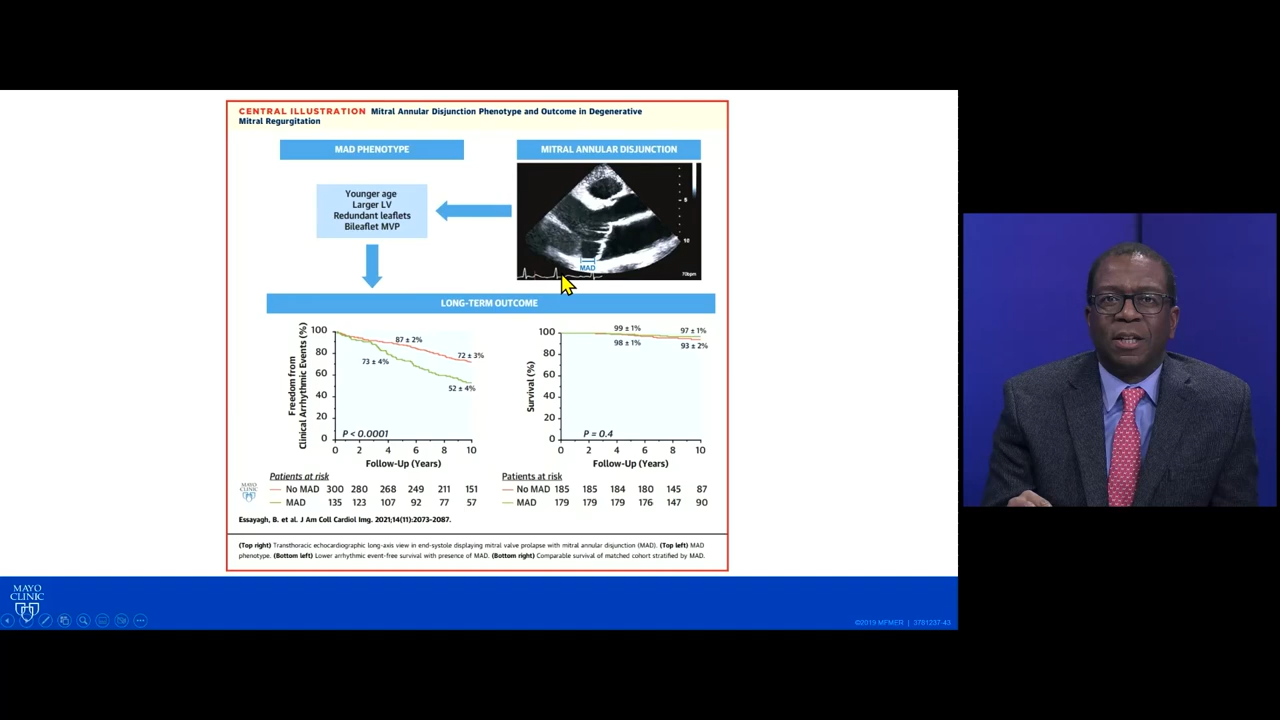 CENTRAL ILLUSTRATION Mitral Annular Disjunction Phenotype and Outcome in Degenerative
Mitral Regurgitation
MAD PHENOTYPE
MITRAL ANNULAR DISJUNCTION
Younger age
Larger LV
Redundant leaflets
Bileaflet MVP
5
10
MAD
70bpm
LONG-TERM OUTCOME
Freedom from
Clinical Arrhythmic Events (%)
100
80
60
40
20
0
87 ± 2%
72 ± 3%
73 ± 4%
52 ± 4%
P < 0.0001
0 2 4 6 8 10
Follow-Up (Years)
Survival (%)
100
80
60
40
20
0
99 ± 1%
97 ± 1%
98 ± 1%
93 ± 2%
P = 0.4
0 2 4 6 8 10
Follow-Up (Years)
Patients at risk
No MAD 300 280 268 249 211 151
MAD 135 123 107 92 77 57
Patients at risk
No MAD 185 185 184 180 145 87
MAD 179 179 179 176 147 90
MAYO
CLINIC
Essayagh, B. et al. J Am Coll Cardiol Img. 2021;14(11):2073-2087.
(Top right) Transthoracic echocardiographic long-axis view in end-systole displaying mitral valve prolapse with mitral annular disjunction (MAD). (Top left) MAD
phenotype. (Bottom left) Lower arrhythmic event-free survival with presence of MAD. (Bottom right) Comparable survival of matched cohort stratified by MAD.
MAYO
CLINIC
©2019 MFMER | 3781237-43